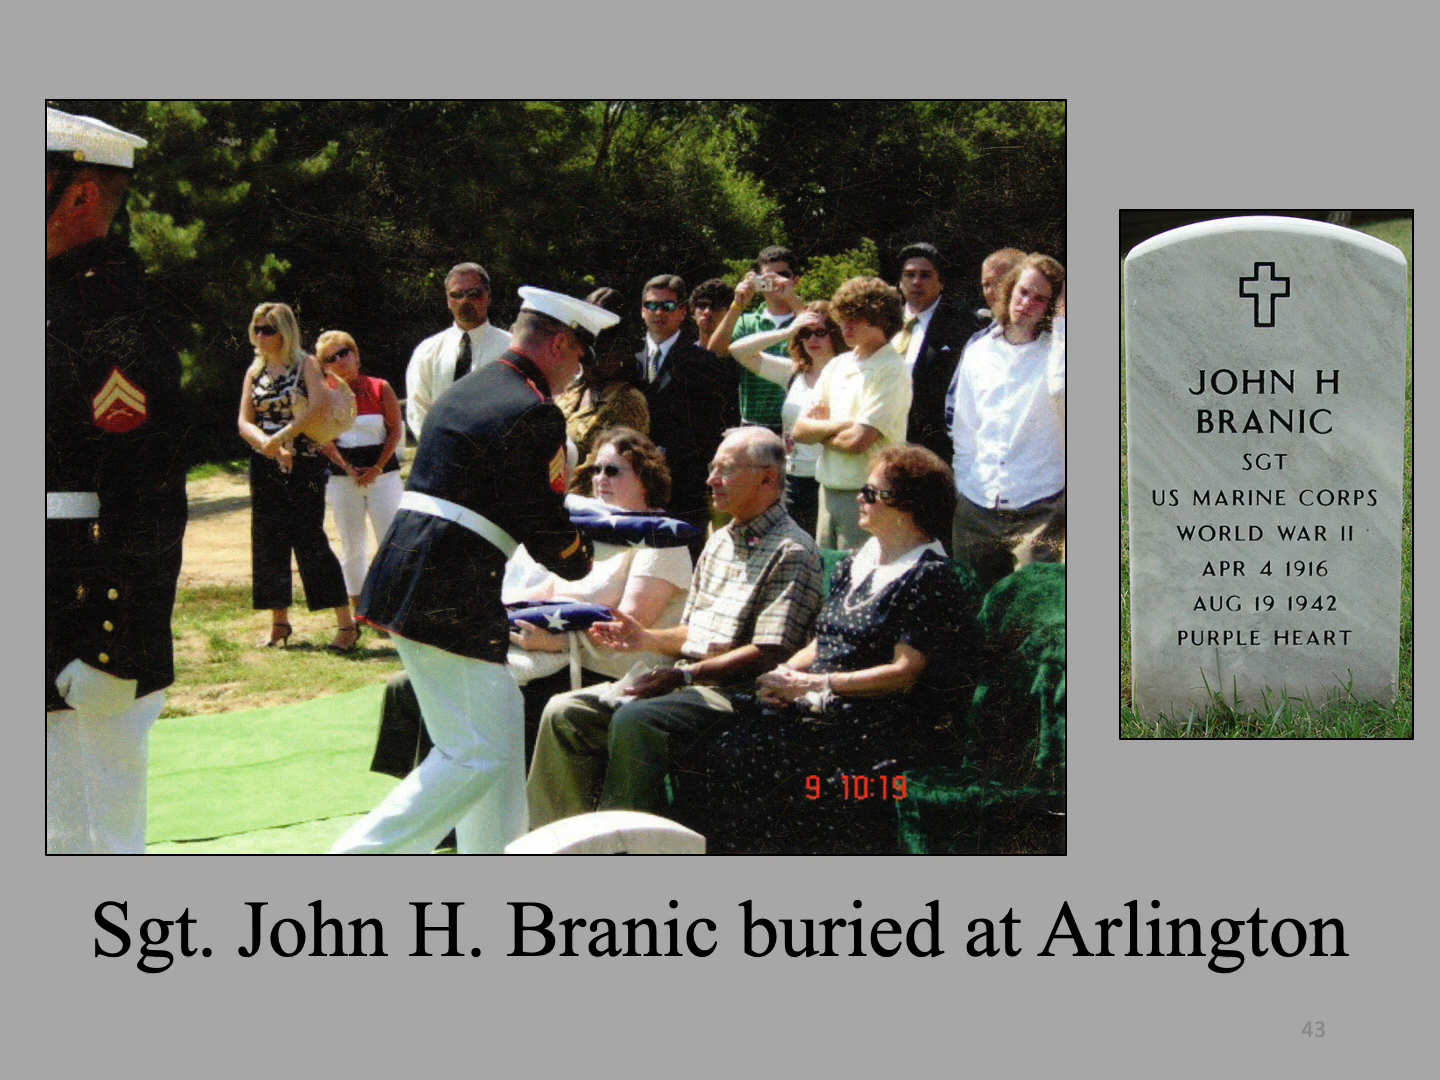 9 10:19
JOHN H
BRANIC
SGT
US MARINE CORPS
WORLD WAR II
APR 4 1916
AUG 19 1942
PURPLE HEART
Sgt. John H. Branic buried at Arlington
43